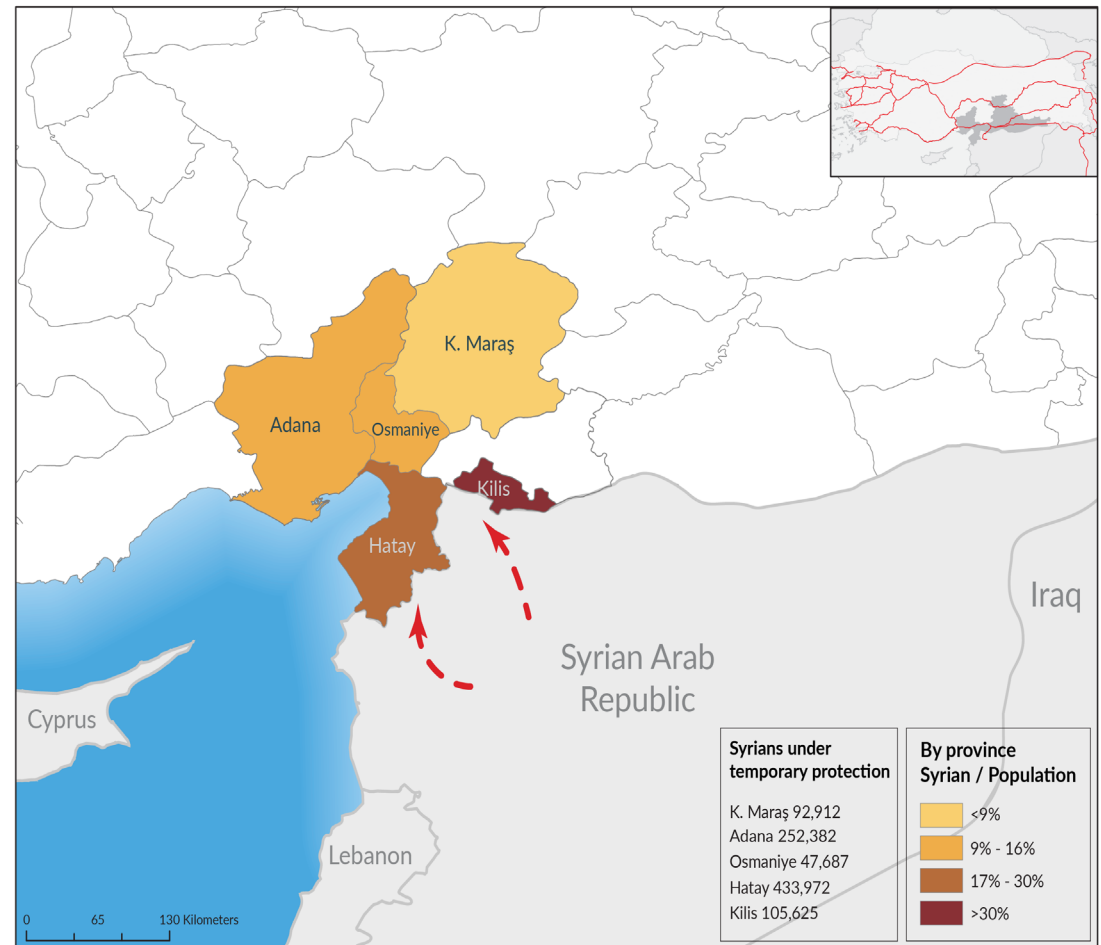 K. Maraş
Adana
Osmaniye
Kilis
Hatay
Iraq
Syrian Arab
Republic
Cyprus
Lebanon
0 65 130 Kilometers
Syrians under
temporary protection
K. Maraş 92,912
Adana 252,382
Osmaniye 47,687
Hatay 433,972
Kilis 105,625
By province
Syrian / Population
<9%
9% - 16%
17% - 30%
>30%